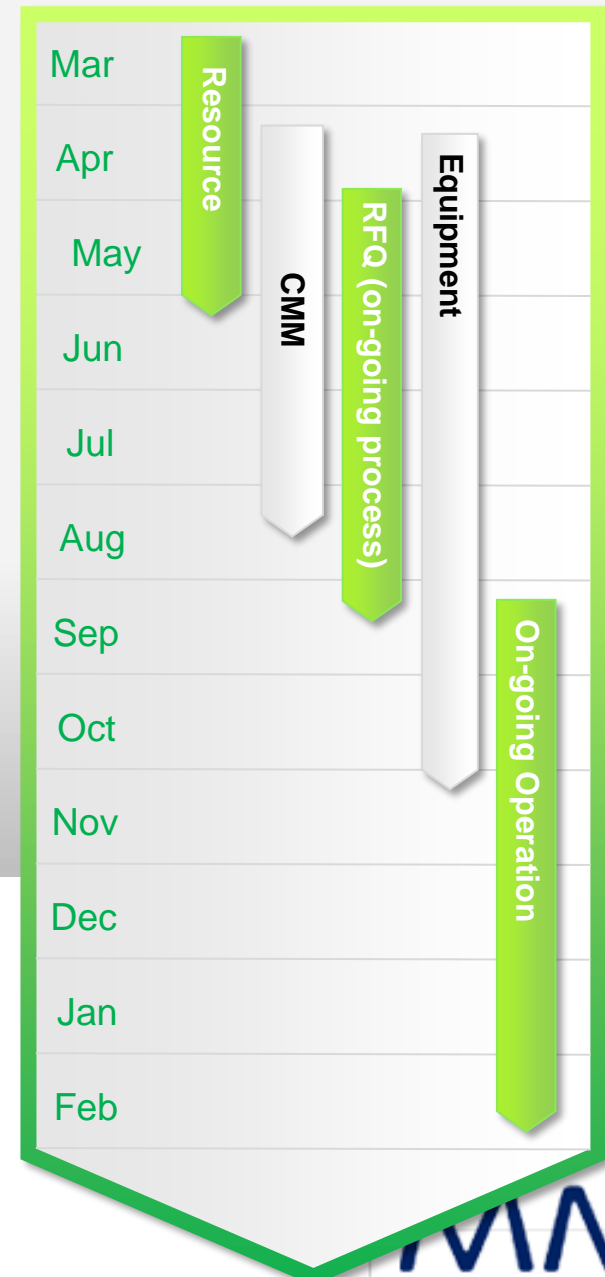 Mar
Apr
May
Jun
Jul
Aug
Sep
Oct
Nov
Dec
Jan
Feb
Resource
CMM
RFQ (on-going process)
Equipment
On-going Operation